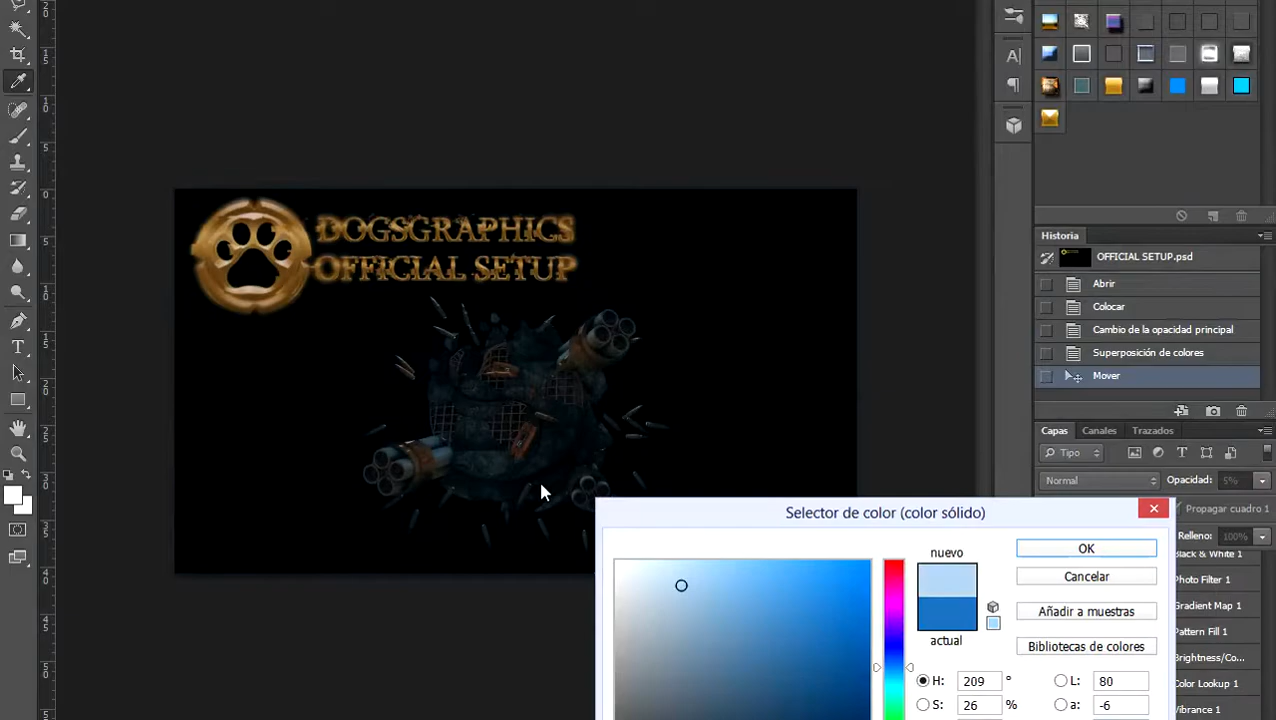 DOGSGRAPHICS
OFFICIAL SETUP
Historia
OFFICIAL SETUP.psd
Abrir
Colocar
Cambio de la opacidad principal
Superposición de colores
Mover
Capas Canales Trazados
Tipo
Normal Opacidad: 5%
Propagar cuadro 1
Relleno: 100%
Black & White 1
Photo Filter 1
Gradient Map 1
Pattern Fill 1
Brightness/Co...
Color Lookup 1
Vibrance 1
Selector de color (color sólido)
nuevo
actual
OK
Cancelar
Añadir a muestras
Bibliotecas de colores
H: 209 °
L: 80
S: 26 %
a: -6